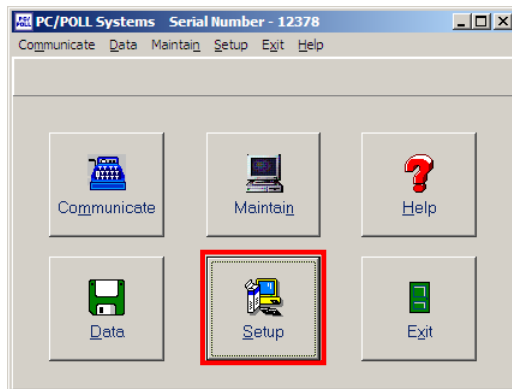 PC/POLL Systems Serial Number - 12378
Communicate Data Maintain Setup Exit Help
Communicate
Maintain
Help
Data
Setup
Exit